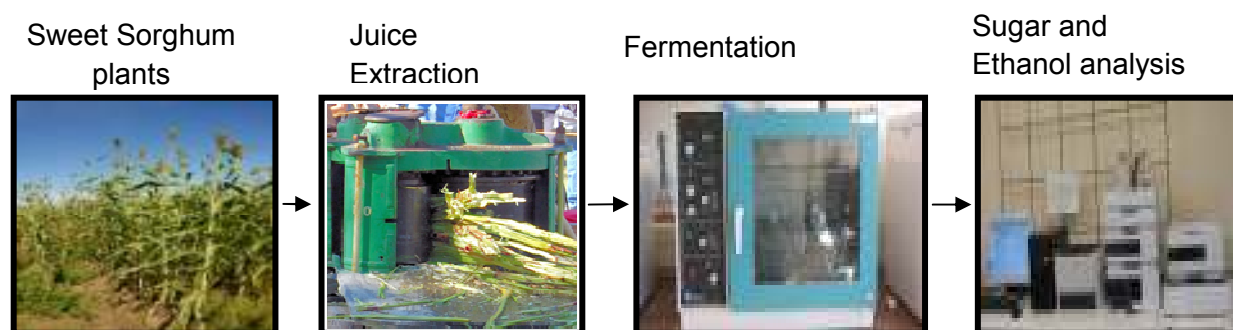 Sweet Sorghum
plants
Juice
Extraction
Fermentation
Sugar and
Ethanol analysis